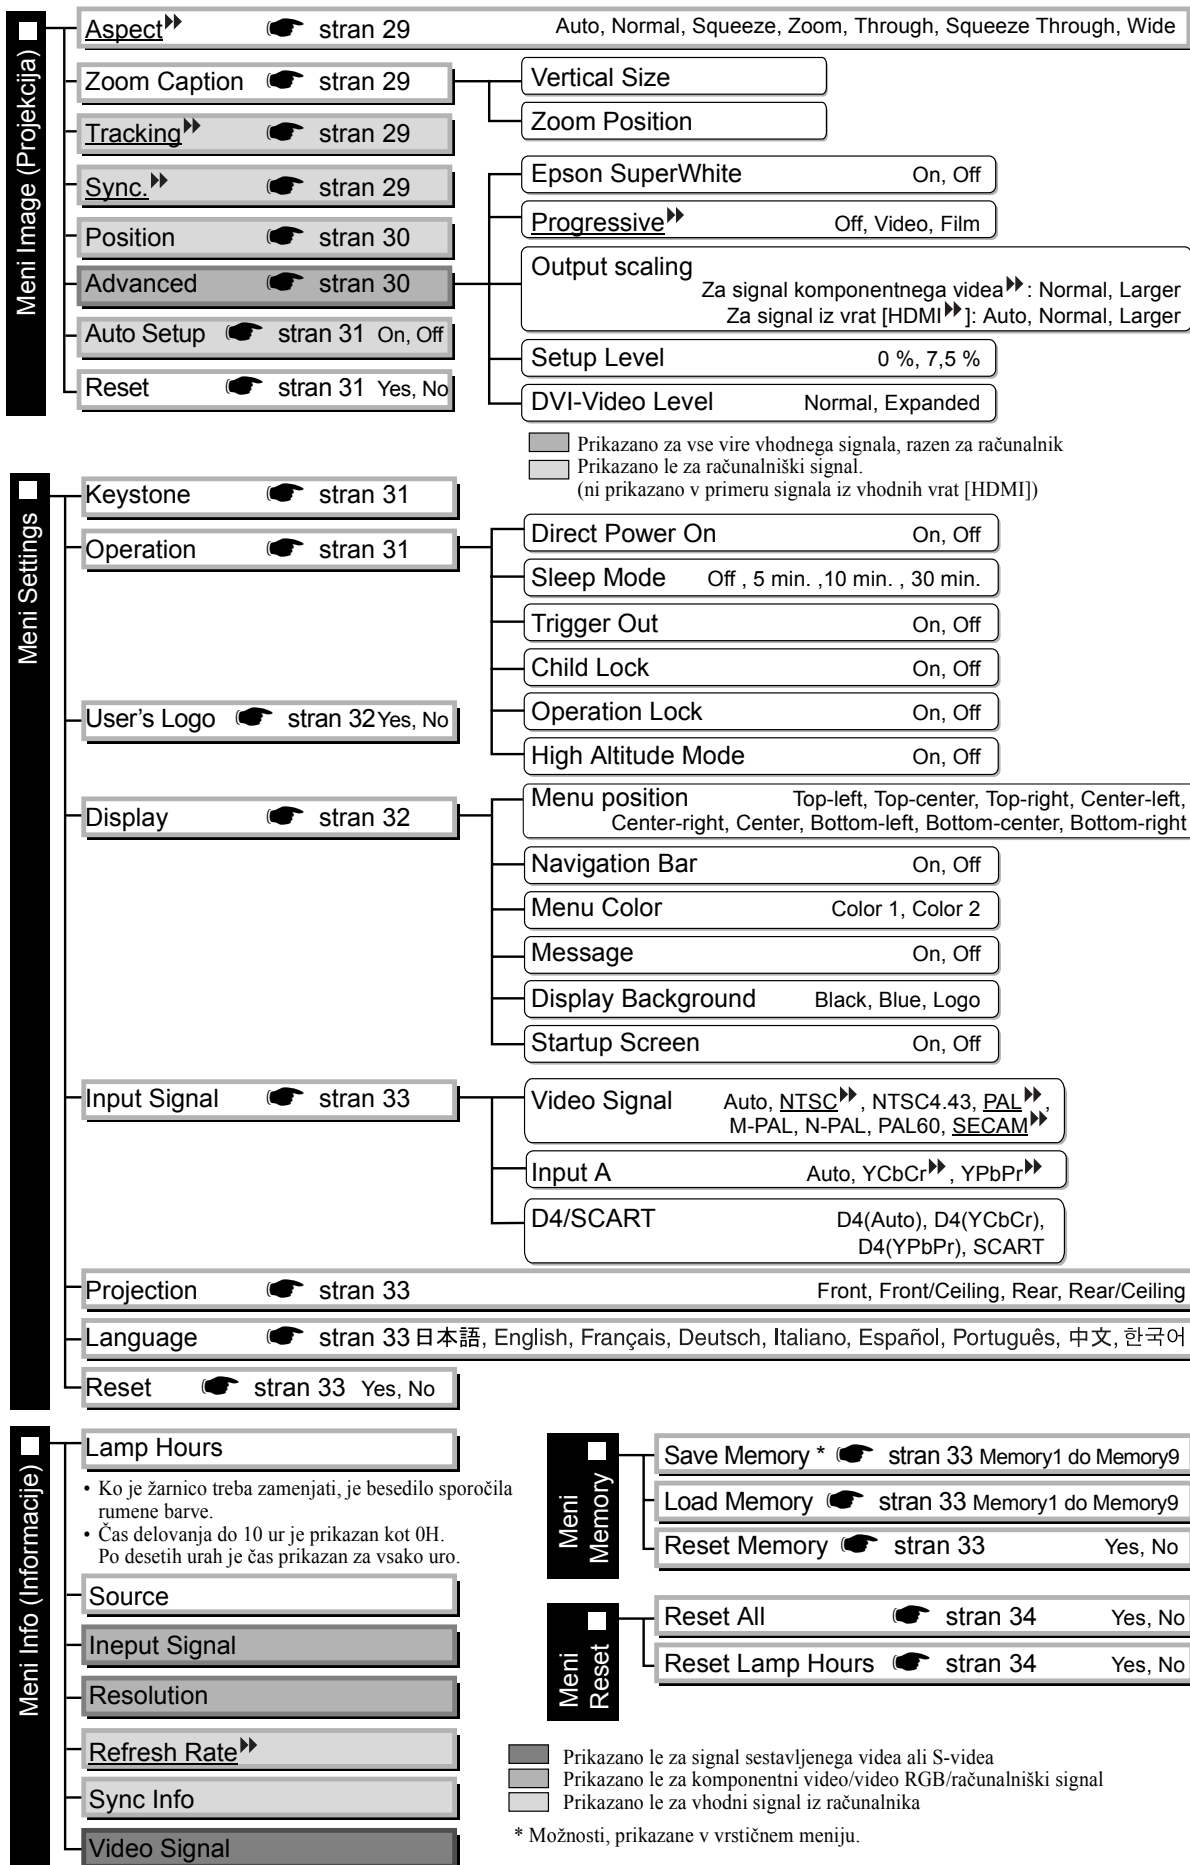 Meni Image (Projekcija)
Aspect stran 29 Auto, Normal, Squeeze, Zoom, Through, Squeeze Through, Wide
Zoom Caption stran 29
Vertical Size
Zoom Position
Tracking stran 29
Sync. stran 29
Position stran 30
Advanced stran 30
Epson SuperWhite On, Off
Progressive Off, Video, Film
Output scaling
Za signal komponentnega videa : Normal, Larger
Za signal iz vrat [HDMI ]: Auto, Normal, Larger
Setup Level 0 %, 7,5 %
DVI-Video Level Normal, Expanded
Auto Setup stran 31 On, Off
Reset stran 31 Yes, No
Prikazano za vse vire vhodnega signala, razen za računalnik
Prikazano le za računalniški signal.
(ni prikazano v primeru signala iz vhodnih vrat [HDMI])
Meni Settings
Keystone stran 31
Operation stran 31
Direct Power On On, Off
Sleep Mode Off , 5 min. ,10 min. , 30 min.
Trigger Out On, Off
Child Lock On, Off
Operation Lock On, Off
High Altitude Mode On, Off
User's Logo stran 32 Yes, No
Display stran 32
Menu position Top-left, Top-center, Top-right, Center-left,
Center-right, Center, Bottom-left, Bottom-center, Bottom-right
Navigation Bar On, Off
Menu Color Color 1, Color 2
Message On, Off
Display Background Black, Blue, Logo
Startup Screen On, Off
Input Signal stran 33
Video Signal Auto, NTSC , NTSC4.43, PAL ,
M-PAL, N-PAL, PAL60, SECAM
Input A Auto, YCbCr , YPbPr
D4/SCART D4(Auto), D4(YCbCr),
D4(YPbPr), SCART
Projection stran 33 Front, Front/Ceiling, Rear, Rear/Ceiling
Language stran 33 日本語, English, Français, Deutsch, Italiano, Español, Português, 中文, 한국어
Reset stran 33 Yes, No
Meni Info (Informacije)
Lamp Hours
• Ko je žarnico treba zamenjati, je besedilo sporočila
rumene barve.
• Čas delovanja do 10 ur je prikazan kot 0H.
Po desetih urah je čas prikazan za vsako uro.
Source
Ineput Signal
Resolution
Refresh Rate
Sync Info
Video Signal
Meni
Memory
Save Memory * stran 33 Memory1 do Memory9
Load Memory stran 33 Memory1 do Memory9
Reset Memory stran 33 Yes, No
Meni
Reset
Reset All stran 34 Yes, No
Reset Lamp Hours stran 34 Yes, No
Prikazano le za signal sestavljenega videa ali S-videa
Prikazano le za komponentni video/video RGB/računalniški signal
Prikazano le za vhodni signal iz računalnika
* Možnosti, prikazane v vrstičnem meniju.